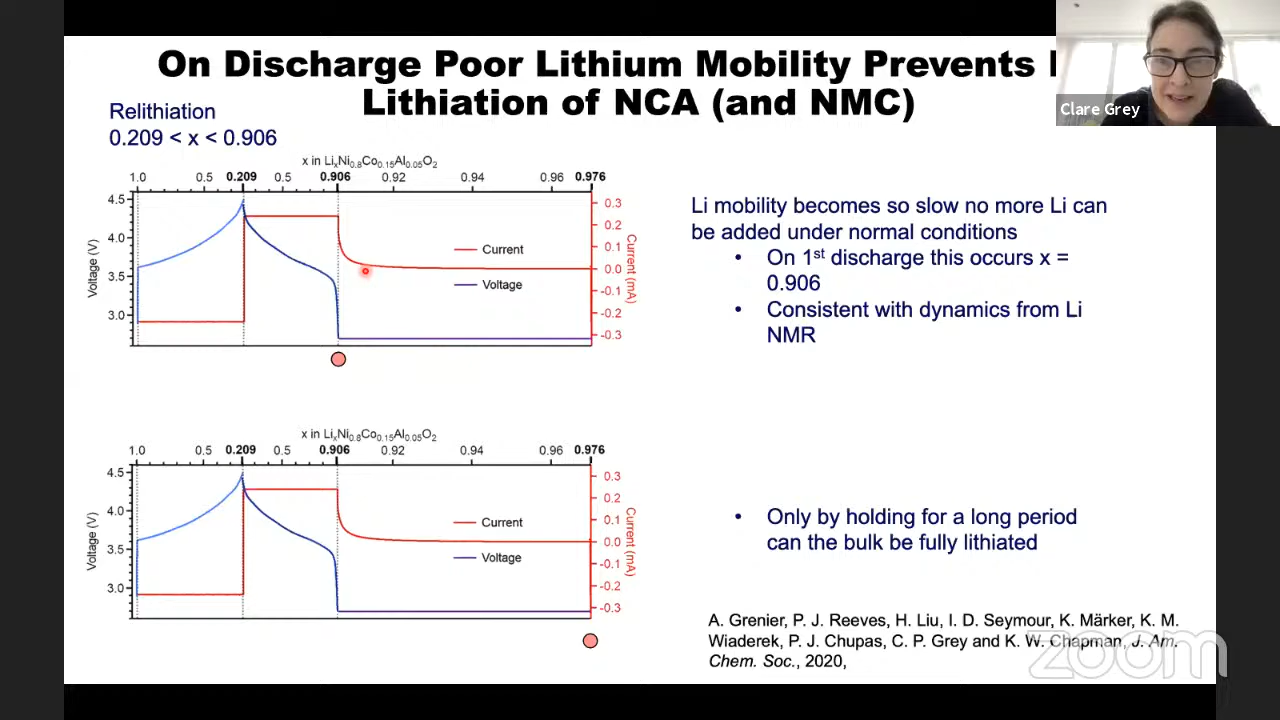 On Discharge Poor Lithium Mobility Prevents
Lithiation of NCA (and NMC)
Clare Grey
Relithiation
0.209 < x < 0.906
x in LixNi0.8Co0.15Al0.05O2
1.0 0.5 0.209 0.5 0.906 0.92 0.94 0.96 0.976
4.5
4.0
3.5
3.0
Voltage (V)
Current
Voltage
0.3
0.2
0.1
0.0
-0.1
-0.2
-0.3
Current (mA)
Li mobility becomes so slow no more Li can
be added under normal conditions
• On 1st discharge this occurs x =
0.906
• Consistent with dynamics from Li
NMR
x in LixNi0.8Co0.15Al0.05O2
1.0 0.5 0.209 0.5 0.906 0.92 0.94 0.96 0.976
4.5
4.0
3.5
3.0
Voltage (V)
Current
Voltage
0.3
0.2
0.1
0.0
-0.1
-0.2
-0.3
Current (mA)
• Only by holding for a long period
can the bulk be fully lithiated
A. Grenier, P. J. Reeves, H. Liu, I. D. Seymour, K. Märker, K. M.
Wiaderek, P. J. Chupas, C. P. Grey and K. W. Chapman, J. Am.
Chem. Soc., 2020,
zoom